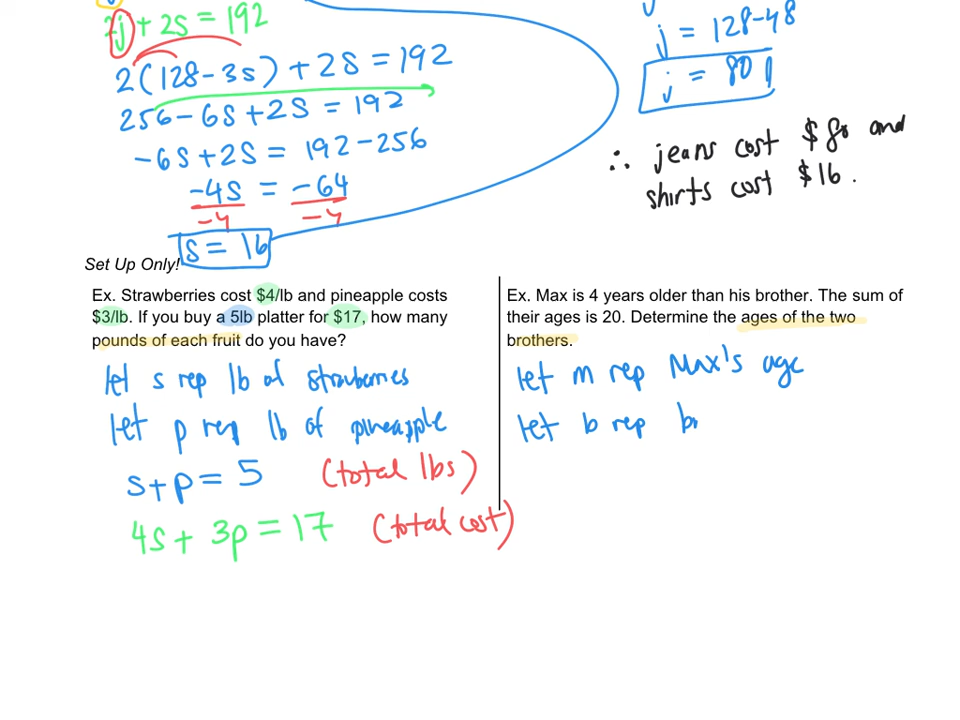 2j + 2s = 192
2(128-3s) + 2s = 192
256-6s+2s = 192
-6s+2s = 192-256
-4s = -64
-4 -4
s = 16
j = 128-48
j = 80
∴ jeans cost $80 and
shirts cost $16.
Set Up Only!
Ex. Strawberries cost $4/lb and pineapple costs
$3/lb. If you buy a 5lb platter for $17, how many
pounds of each fruit do you have?
let s rep lb of strawberries
let p rep lb of pineapple
s+p = 5 (total lbs)
4s + 3p = 17 (total cost)
Ex. Max is 4 years older than his brother. The sum of
their ages is 20. Determine the ages of the two
brothers.
let m rep Max's age
let b rep br